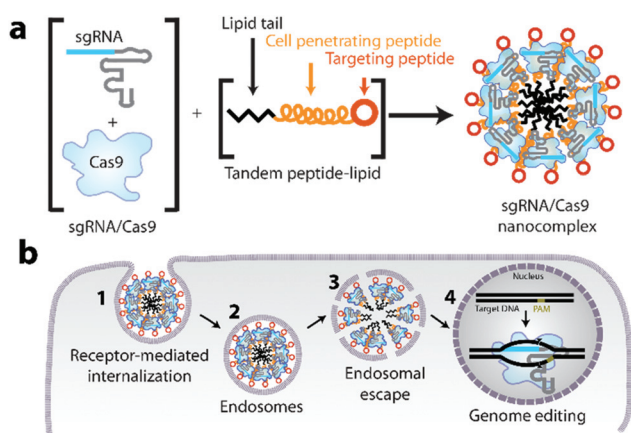 a
sgRNA
+
Cas9
sgRNA/Cas9
+
Lipid tail
Cell penetrating peptide
Targeting peptide
Tandem peptide-lipid
sgRNA/Cas9
nanocomplex
b
1
Receptor-mediated
internalization
2
Endosomes
3
Endosomal
escape
4
Nucleus
Target DNA
PAM
Genome editing